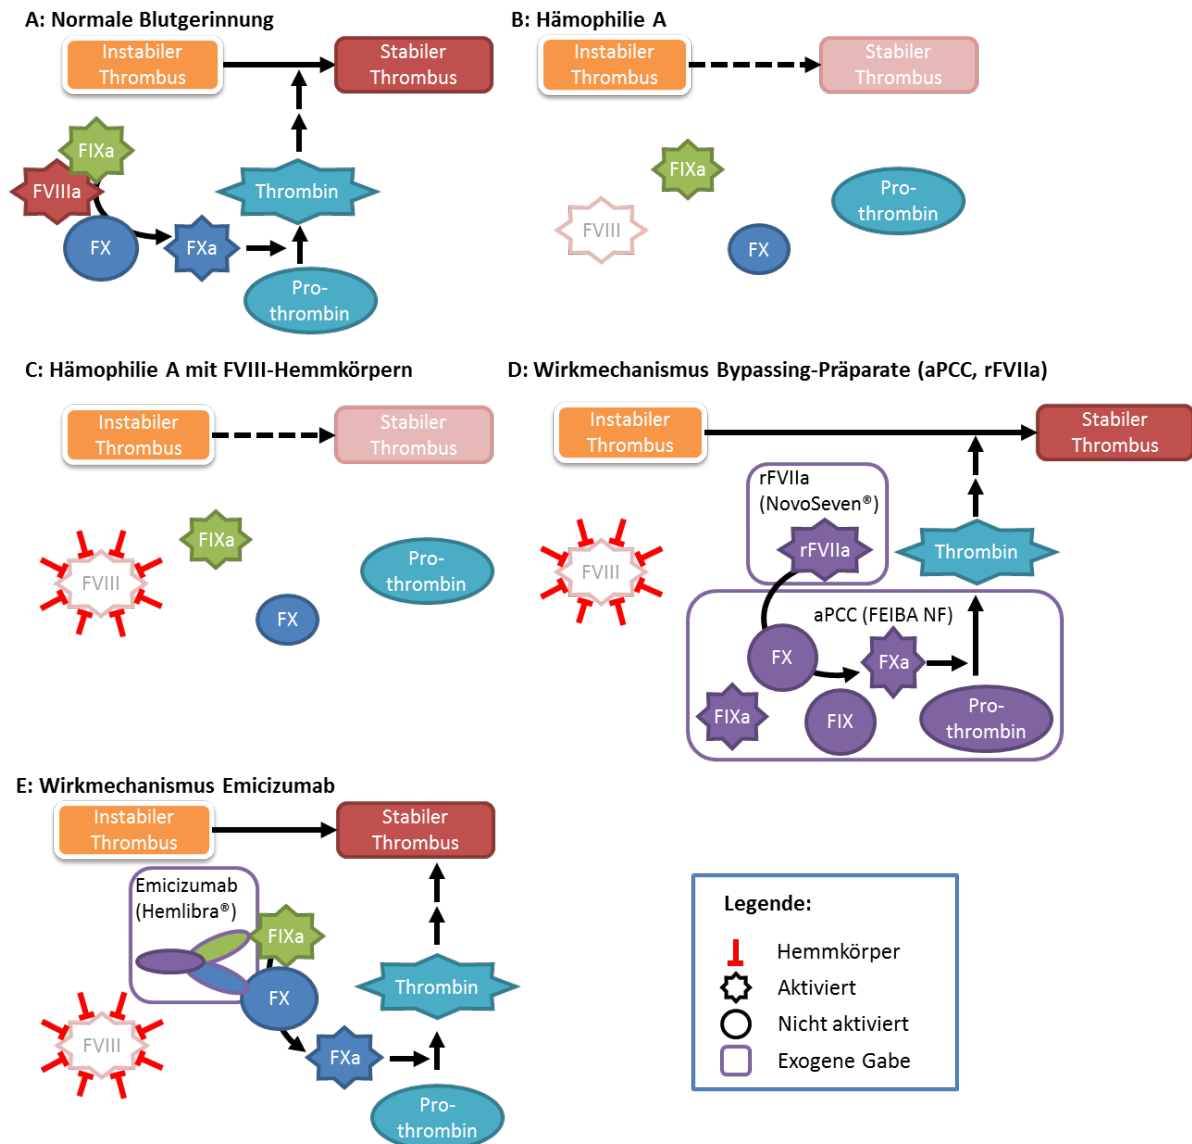 A: Normale Blutgerinnung
Instabiler
Thrombus
Stabiler
Thrombus
FIXa
FVIIIa
Thrombin
FX
FXa
Pro-
thrombin
B: Hämophilie A
Instabiler
Thrombus
Stabiler
Thrombus
FIXa
Pro-
thrombin
FVIII
FX
C: Hämophilie A mit FVIII-Hemmkörpern
Instabiler
Thrombus
Stabiler
Thrombus
FIXa
Pro-
thrombin
FVIII
FX
D: Wirkmechanismus Bypassing-Präparate (aPCC, rFVIIa)
Instabiler
Thrombus
Stabiler
Thrombus
rFVIIa
(NovoSeven®)
rFVIIa
Thrombin
FVIII
aPCC (FEIBA NF)
FX
FXa
FIXa
FIX
Pro-
thrombin
E: Wirkmechanismus Emicizumab
Instabiler
Thrombus
Stabiler
Thrombus
Emicizumab
(Hemlibra®)
FIXa
FX
Thrombin
FVIII
FXa
Pro-
thrombin
Legende:
Hemmkörper
Aktiviert
Nicht aktiviert
Exogene Gabe